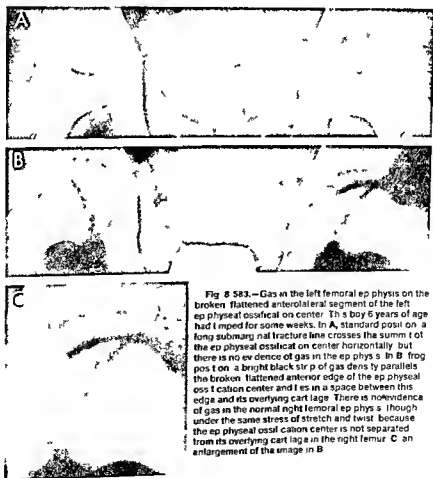 A
B
C
Fig 8 583.—Gas in the left femoral ep physis on the
broken flattened anterolateral segment of the left
ep physeal ossificat on center Th s boy 6 years of age
had l mped for some weeks. In A, standard posit on a
long submarg nal fracture line crosses the summ t of
the ep physeal ossificat on center horizontally but
there is no ev dence of gas in the epiphys s In B frog
pos t on a bright black str p of gas dens ty parallels
the broken flattened anterior edge of the ep physeal
oss f cation center and l es in a space between this
edge and its overlying cart lage There is no evidence
of gas in the normal right femoral ep phys s though
under the same stress of stretch and twist because
the ep physeal ossif cation center is not separated
from its overlying cart lage in the right femur C an
enlargement of the image in B